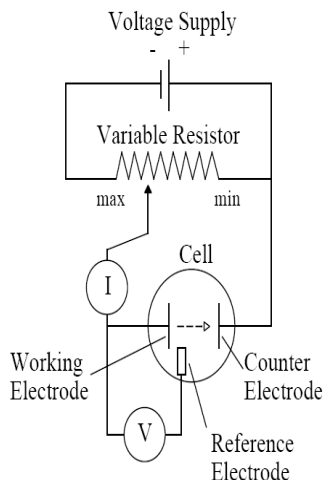 Voltage Supply
- +
Variable Resistor
max min
Cell
I
Working
Electrode
Counter
Electrode
V
Reference
Electrode